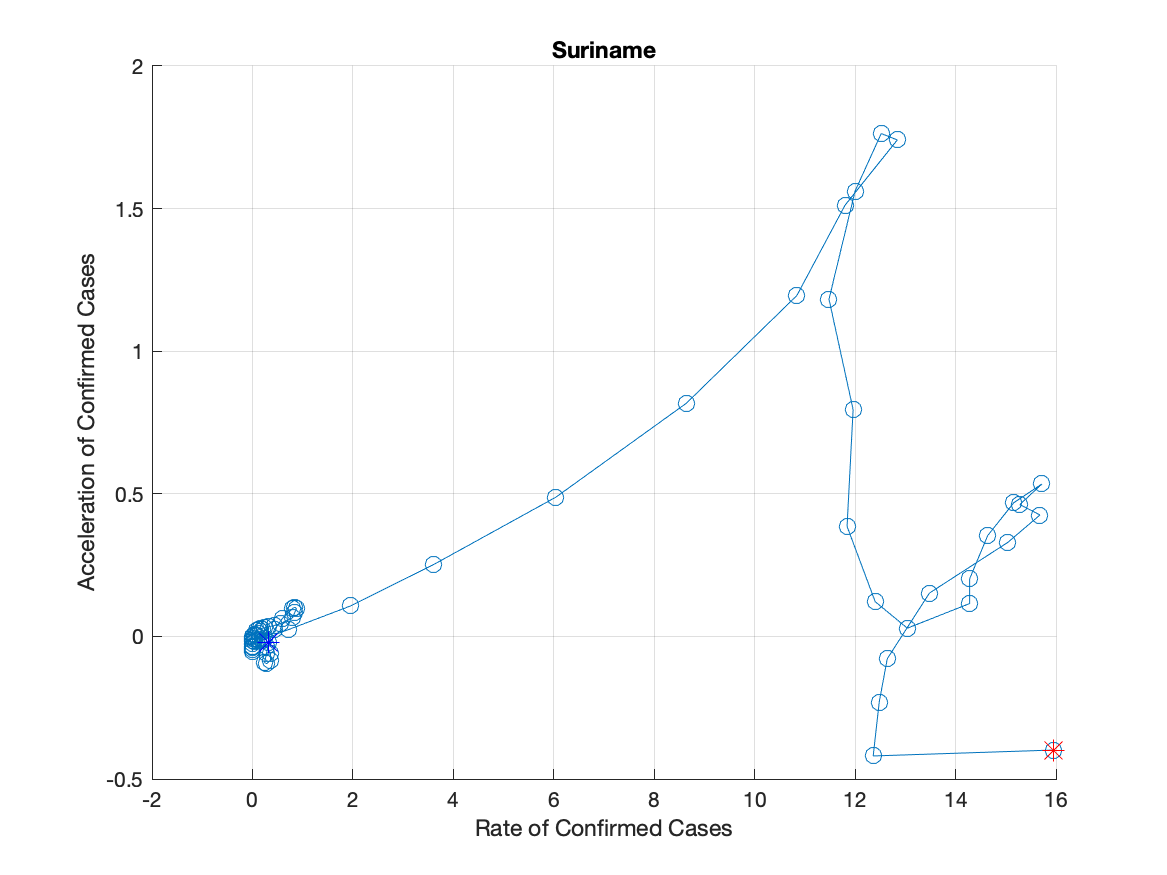 Suriname
2
1.5
1
0.5
0
-0.5
Acceleration of Confirmed Cases
-2 0 2 4 6 8 10 12 14 16
Rate of Confirmed Cases